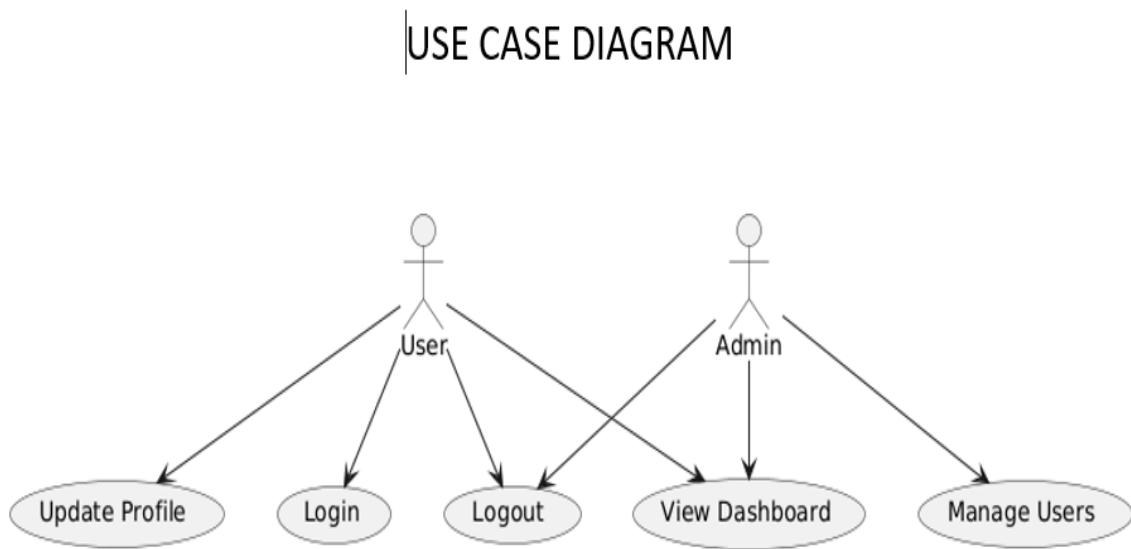 USE CASE DIAGRAM
User
Admin
Update Profile
Login
Logout
View Dashboard
Manage Users